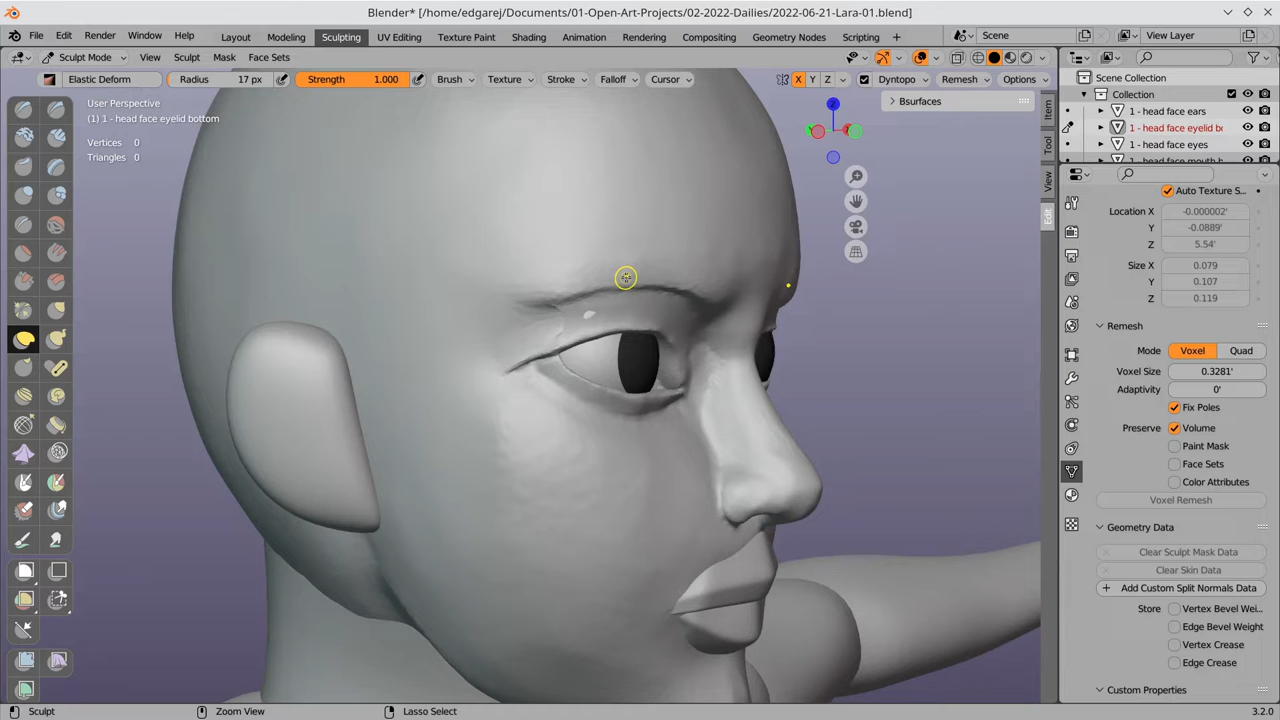 Blender* [/home/edgarej/Documents/01-Open-Art-Projects/02-2022-Dailies/2022-06-21-Lara-01.blend]
File Edit Render Window Help Layout Modeling Sculpting UV Editing Texture Paint Shading Animation Rendering Compositing Geometry Nodes Scripting + Scene View Layer
Sculpt Mode View Sculpt Mask Face Sets
Elastic Deform Radius 17 px Strength 1.000 Brush Texture Stroke Falloff Cursor X Y Z Dyntopo Remesh Options
Scene Collection
Collection
1 - head face ears
1 - head face eyelid bo
1 - head face eyes
1 - head face mouth b
User Perspective
(1) 1 - head face eyelid bottom
Vertices 0
Triangles 0
Z
Bsurfaces
Item
Tool
View
Edit
Auto Texture S...
Location X -0.000002'
Y -0.0889'
Z 5.54'
Size X 0.079
Y 0.107
Z 0.119
Remesh
Mode Voxel Quad
Voxel Size 0.3281'
Adaptivity 0'
Fix Poles
Preserve Volume
Paint Mask
Face Sets
Color Attributes
Voxel Remesh
Geometry Data
Clear Sculpt Mask Data
Clear Skin Data
Add Custom Split Normals Data
Store Vertex Bevel Wei...
Edge Bevel Weight
Vertex Crease
Edge Crease
Custom Properties
Sculpt Zoom View Lasso Select 3.2.0